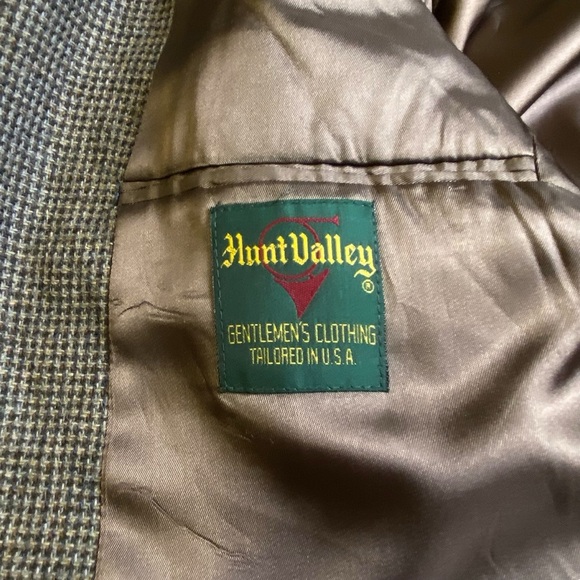 Hunt Valley
®
GENTLEMEN'S CLOTHING
TAILORED IN U.S.A.